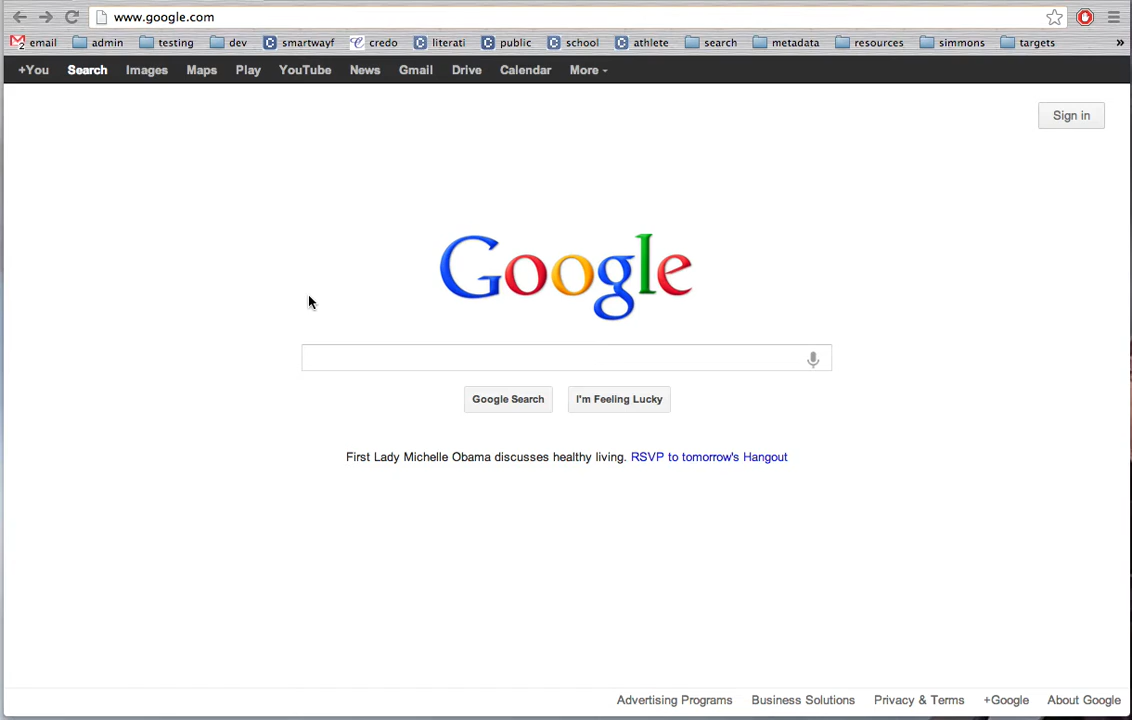 www.google.com
2 email admin testing dev smartwayf credo literati public school athlete search metadata resources simmons targets »
+You Search Images Maps Play YouTube News Gmail Drive Calendar More
Sign in
Google
Google Search I'm Feeling Lucky
First Lady Michelle Obama discusses healthy living. RSVP to tomorrow's Hangout
Advertising Programs Business Solutions Privacy & Terms +Google About Google